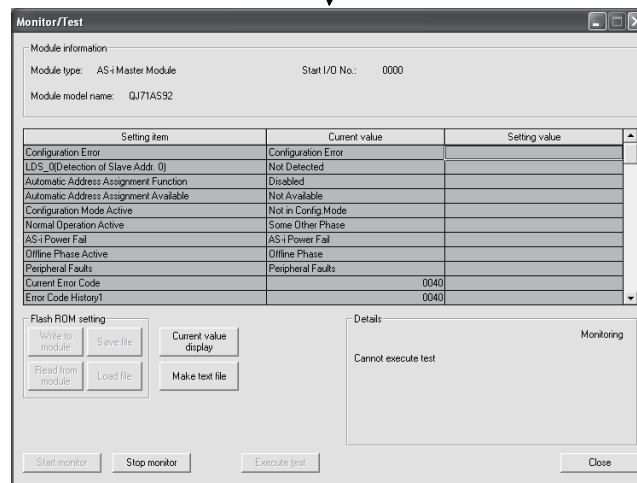 Monitor/Test
Module information
Module type: AS-i Master Module Start I/O No.: 0000
Module model name: QJ71AS92
Setting item Current value Setting value
Configuration Error Configuration Error
LDS_0(Detection of Slave Addr. 0) Not Detected
Automatic Address Assignment Function Disabled
Automatic Address Assignment Available Not Available
Configuration Mode Active Not in Config.Mode
Normal Operation Active Some Other Phase
AS-i Power Fail AS-i Power Fail
Offline Phase Active Offline Phase
Peripheral Faults Peripheral Faults
Current Error Code 0040
Error Code History1 0040
Flash ROM setting
Write to module
Save file
Current value display
Read from module
Load file
Make text file
Details
Monitoring
Cannot execute test
Start monitor Stop monitor Execute test Close